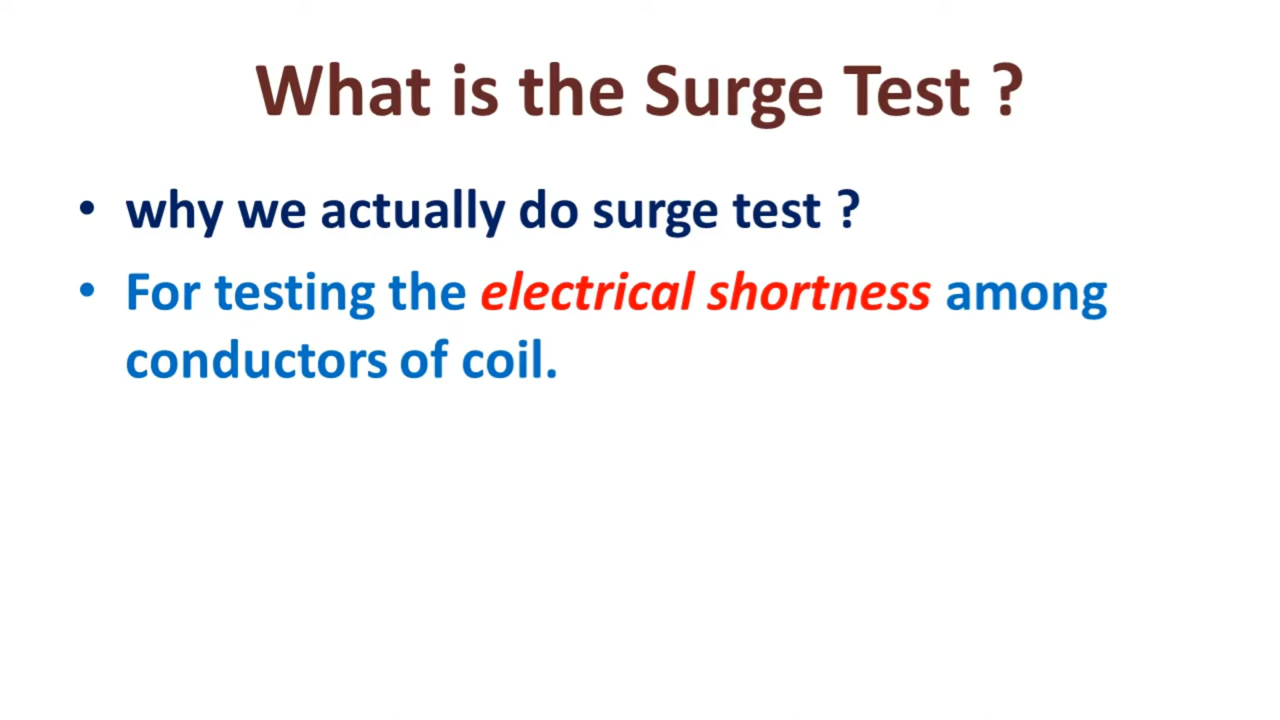 What is the Surge Test ?
• why we actually do surge test ?
• For testing the electrical shortness among
conductors of coil.